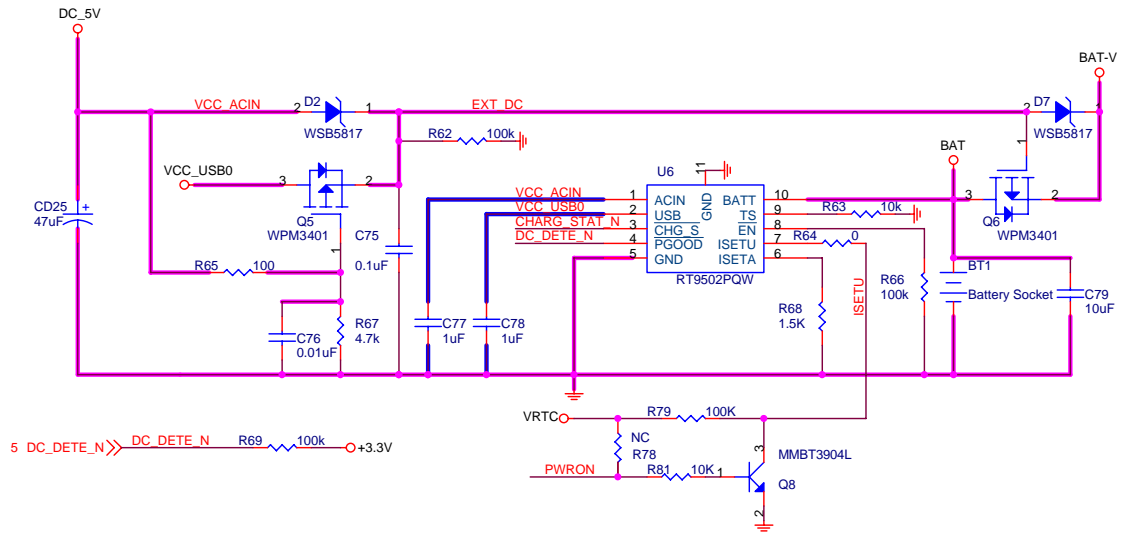 DC_5V
BAT-V
VCC_ACIN
2
D2
1
EXT_DC
2
D7
1
WSB5817
WSB5817
R62
100k
BAT
1
VCC_USB0
3
2
U6
11
GND
3
2
Q5
WPM3401
Q6
WPM3401
VCC_ACIN
1
ACIN
BATT
10
VCC_USB0
2
USB
TS
9
R63
10k
CHARG_STAT_N
3
CHG_S
EN
8
DC_DETE_N
4
PGOOD
ISETU
7
R64
0
5
GND
ISETA
6
RT9502PQW
CD25
47uF
+
1
C75
0.1uF
R65
100
R66
100k
BT1
Battery Socket
C79
10uF
ISETU
R68
1.5K
C76
0.01uF
R67
4.7k
C77
1uF
C78
1uF
VRTC
R79
100K
NC
R78
3
MMBT3904L
PWRON
R81
10K
1
Q8
2
5 DC_DETE_N
DC_DETE_N
R69
100k
+3.3V